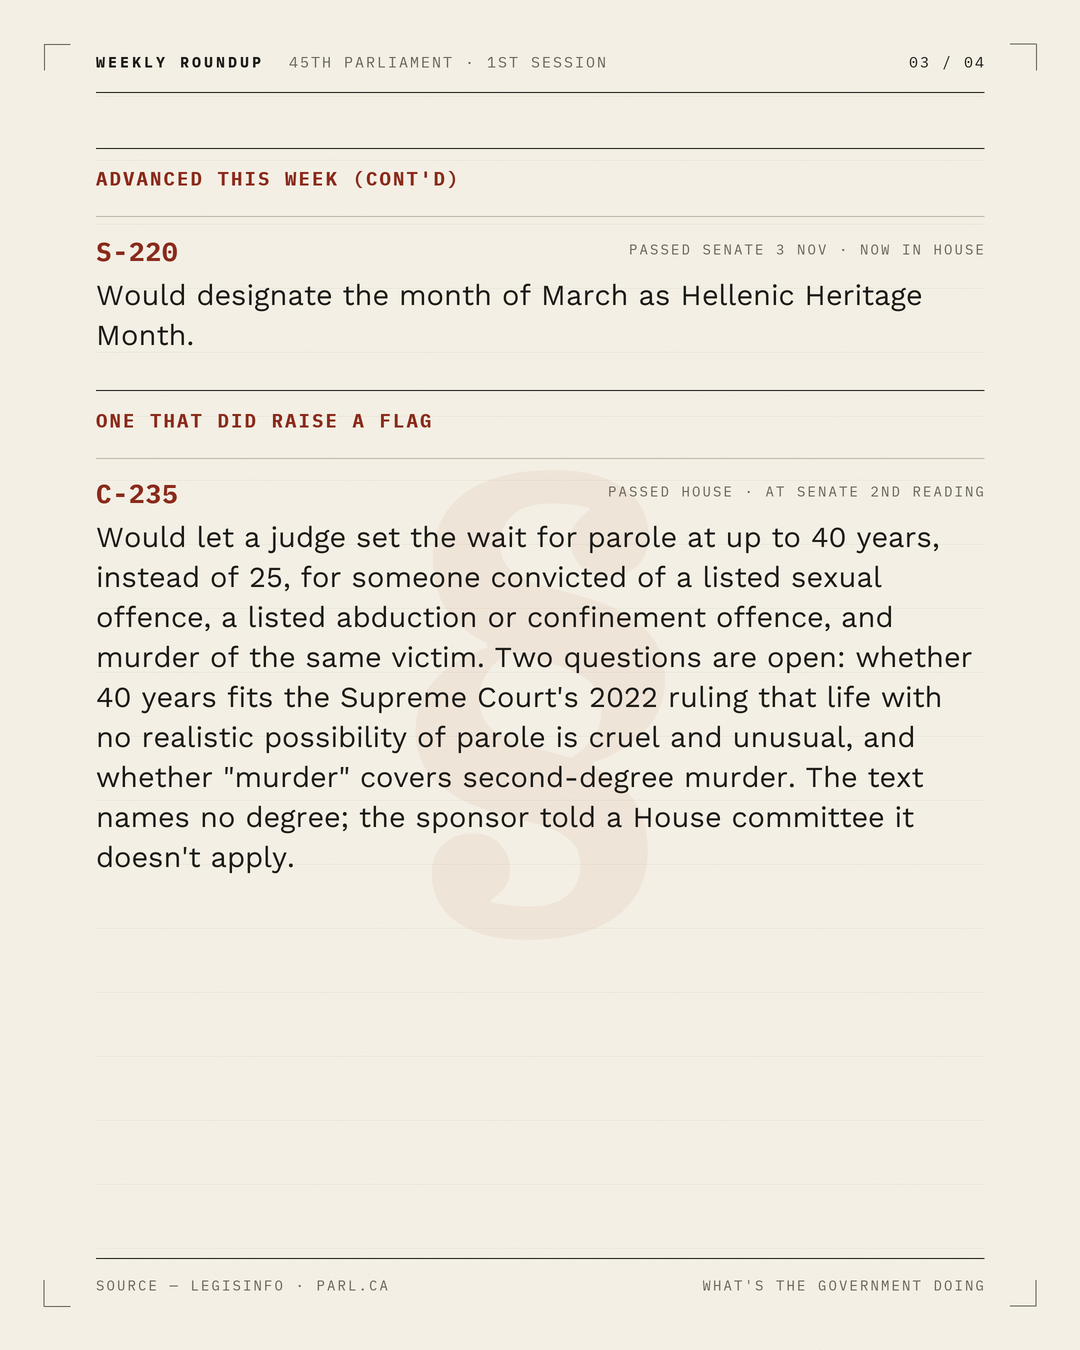 WEEKLY ROUNDUP 45TH PARLIAMENT · 1ST SESSION 03 / 04
ADVANCED THIS WEEK (CONT'D)
S-220 PASSED SENATE 3 NOV · NOW IN HOUSE
Would designate the month of March as Hellenic Heritage
Month.
ONE THAT DID RAISE A FLAG
C-235 PASSED HOUSE · AT SENATE 2ND READING
Would let a judge set the wait for parole at up to 40 years,
instead of 25, for someone convicted of a listed sexual
offence, a listed abduction or confinement offence, and
murder of the same victim. Two questions are open: whether
40 years fits the Supreme Court's 2022 ruling that life with
no realistic possibility of parole is cruel and unusual, and
whether "murder" covers second-degree murder. The text
names no degree; the sponsor told a House committee it
doesn't apply.
§
SOURCE — LEGISINFO · PARL.CA WHAT'S THE GOVERNMENT DOING